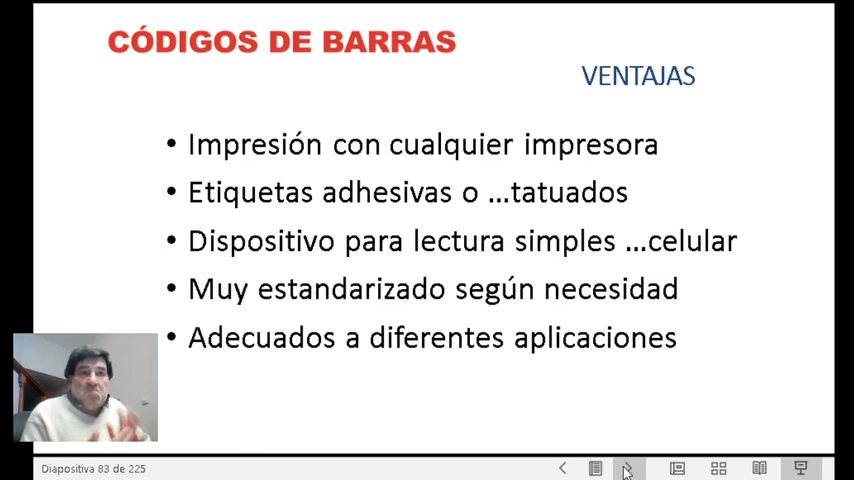 CÓDIGOS DE BARRAS
VENTAJAS
• Impresión con cualquier impresora
• Etiquetas adhesivas o ...tatuados
• Dispositivo para lectura simples ...celular
• Muy estandarizado según necesidad
• Adecuados a diferentes aplicaciones
Diapositiva 83 de 225